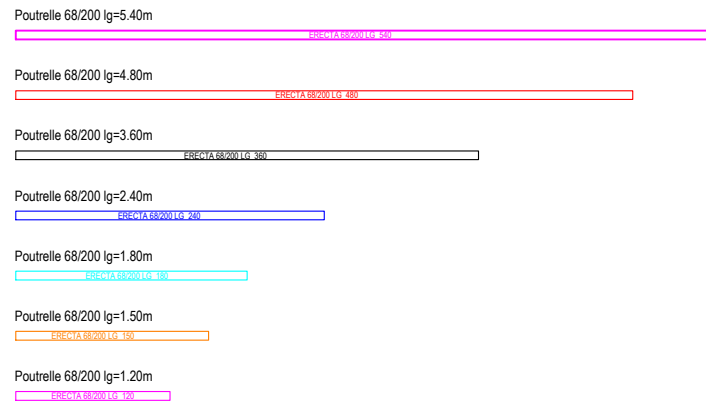 Poutrelle 68/200 lg=5.40m
ERECTA 68/200 LG 540
Poutrelle 68/200 lg=4.80m
ERECTA 68/200 LG 480
Poutrelle 68/200 lg=3.60m
ERECTA 68/200 LG 360
Poutrelle 68/200 lg=2.40m
ERECTA 68/200 LG 240
Poutrelle 68/200 lg=1.80m
ERECTA 68/200 LG 180
Poutrelle 68/200 lg=1.50m
ERECTA 68/200 LG 150
Poutrelle 68/200 lg=1.20m
ERECTA 68/200 LG 120